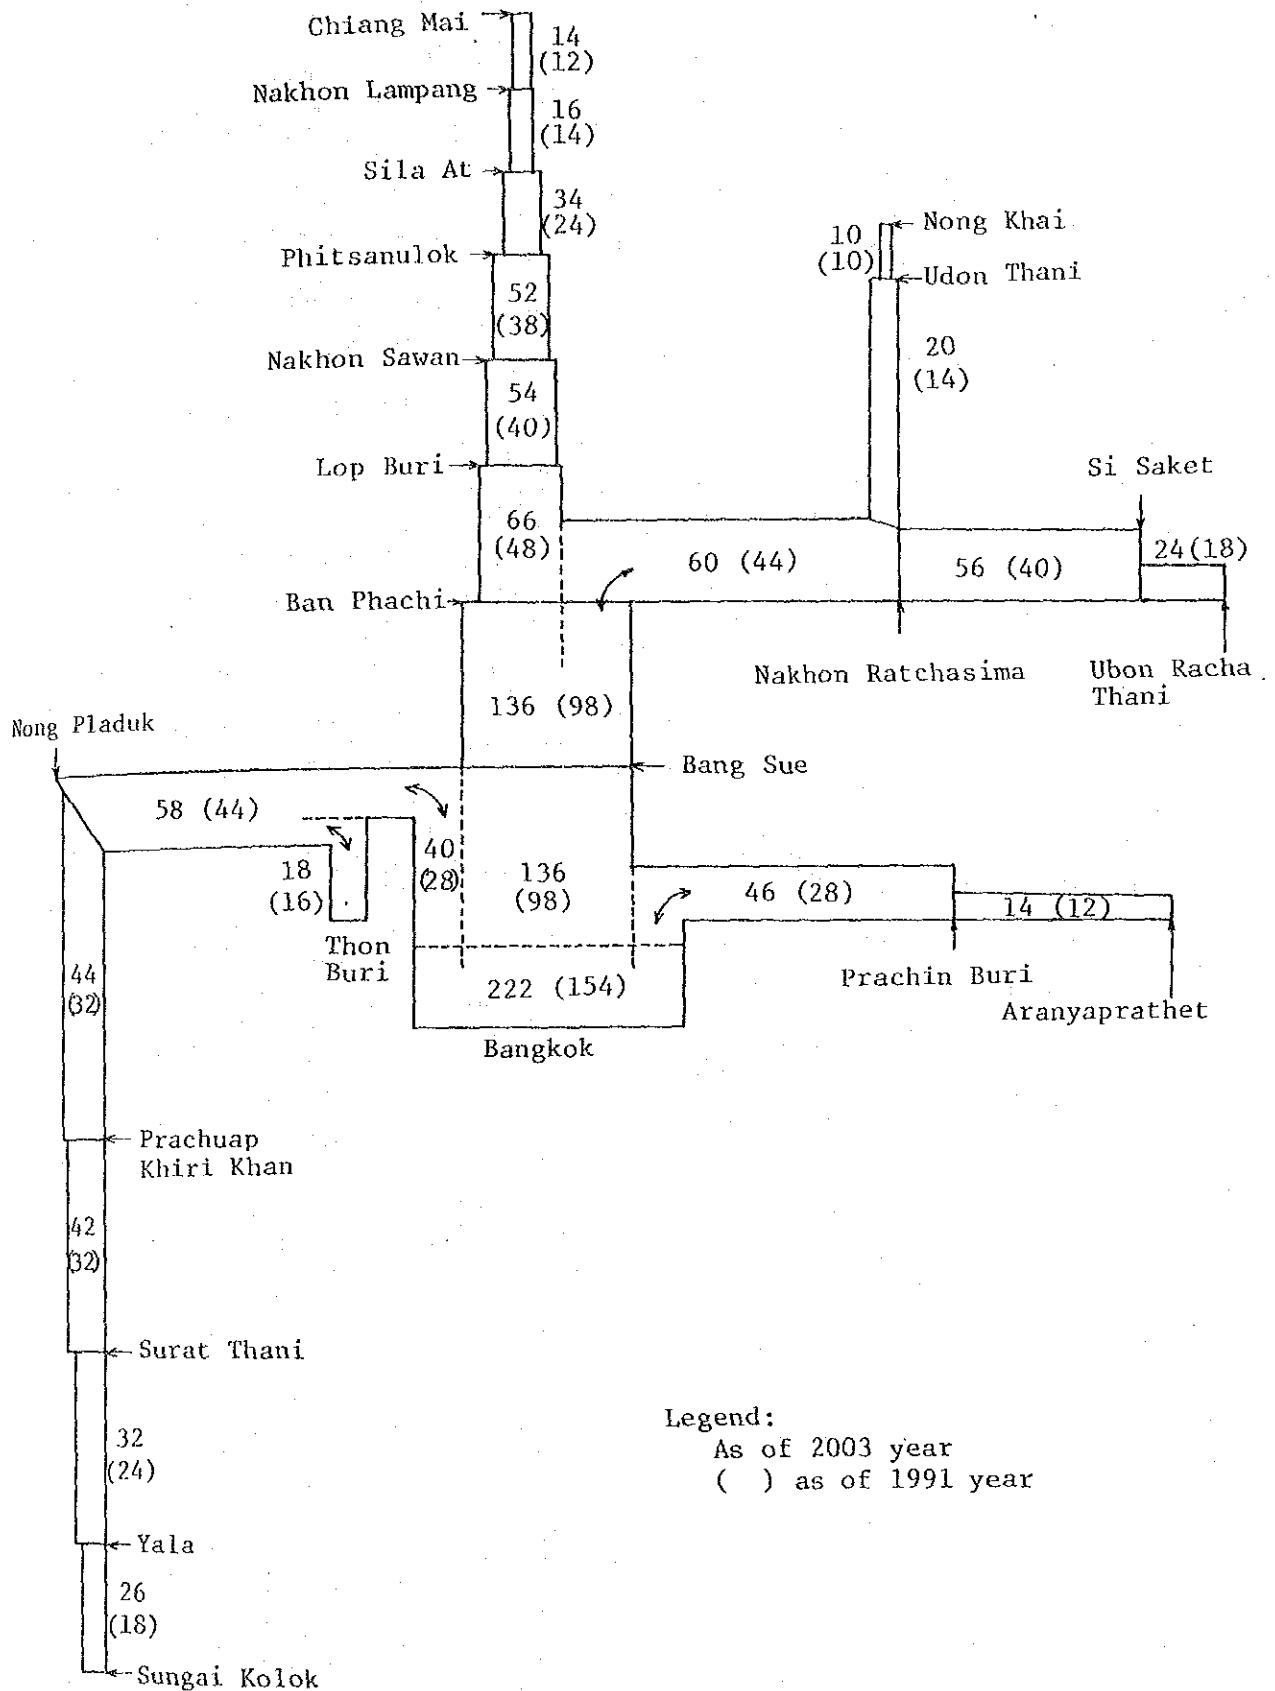 Chiang Mai
14
(12)
Nakhon Lampang
16
(14)
Sila At
34
(24)
Phitsanulok
52
(38)
Nakhon Sawan
54
(40)
Lop Buri
66
(48)
Ban Phachi
10
(10)
Nong Khai
Udon Thani
20
(14)
Si Saket
60 (44)
56 (40)
24(18)
Nakhon Ratchasima
Ubon Racha
Thani
136 (98)
Nong Pladuk
Bang Sue
58 (44)
18
(16)
40
(28)
136
(98)
46 (28)
14 (12)
Thon
Buri
222 (154)
Bangkok
Prachin Buri
Aranyaprathet
44
(32)
Prachuap
Khiri Khan
42
(32)
Surat Thani
32
(24)
Yala
26
(18)
Sungai Kolok
Legend:
As of 2003 year
( ) as of 1991 year